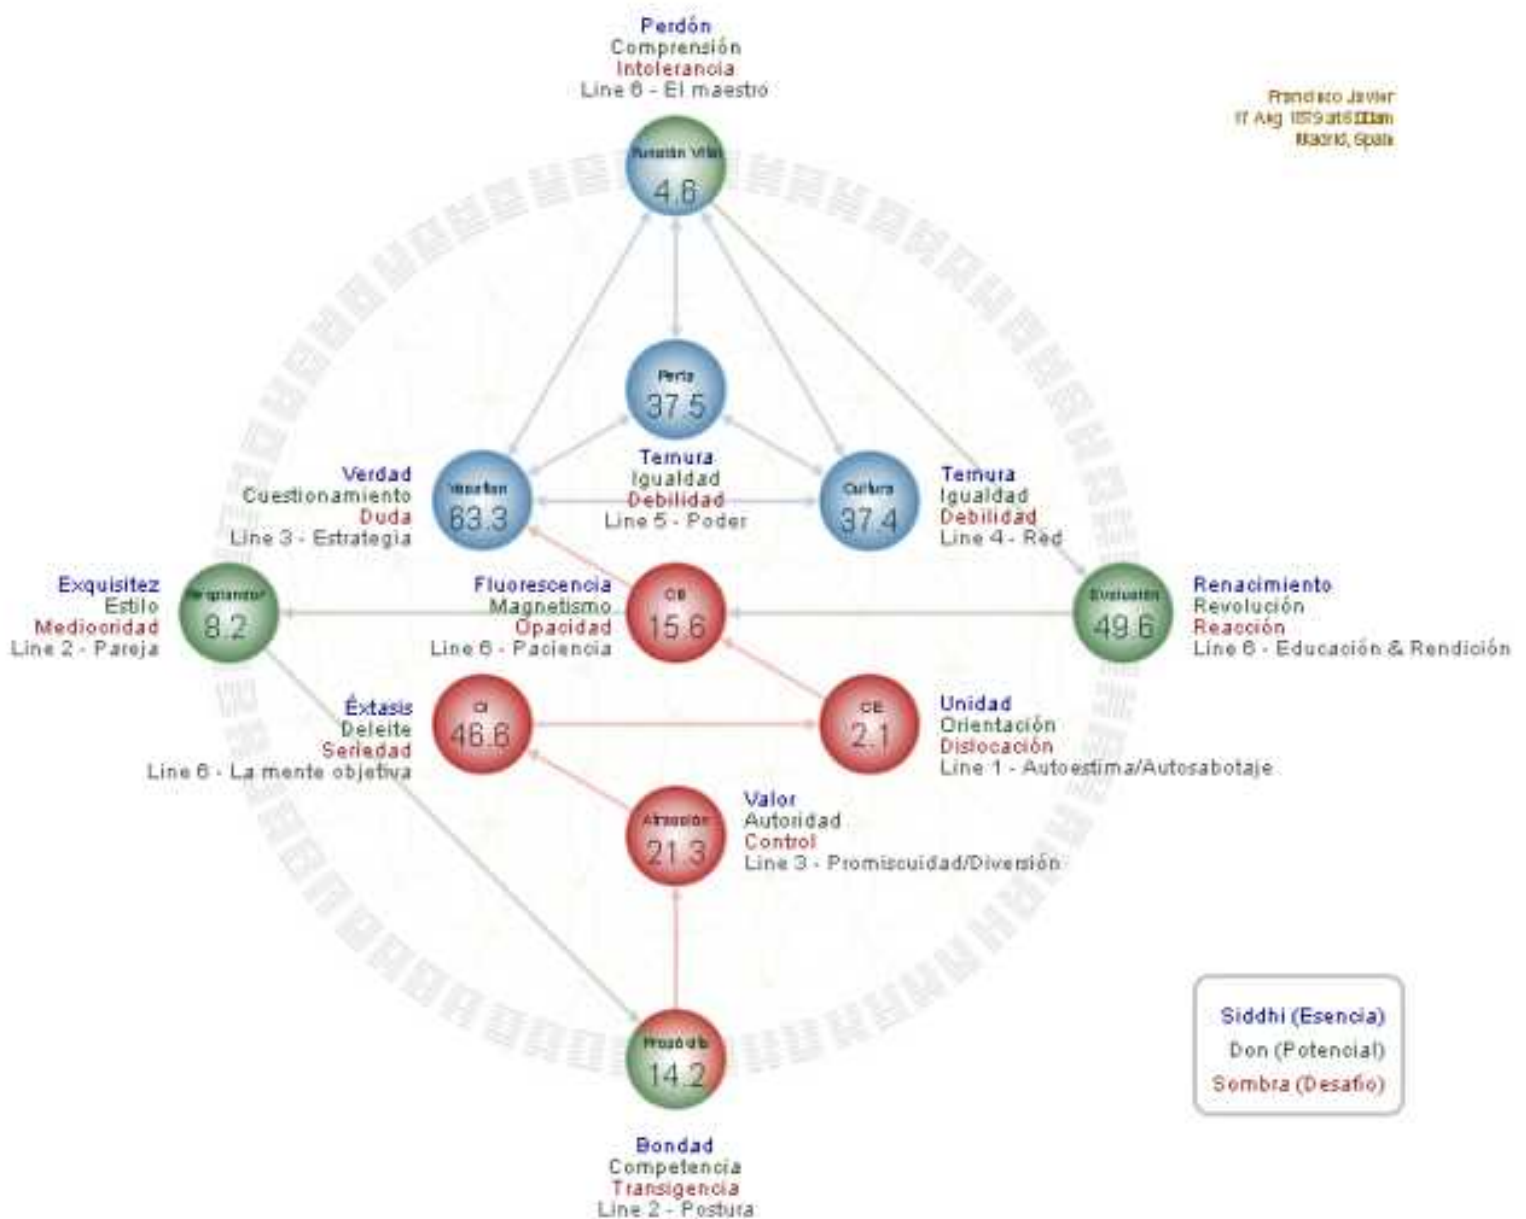 Perdón
Comprensión
Intolerancia
Line 6 - El maestro
Francisco Javier
Madrid, Spain
4.6
Perla
37.5
Ternura
Igualdad
Debilidad
Line 5 - Poder
Verdad
Cuestionamiento
Duda
Line 3 - Estrategia
63.3
Cultura
37.4
Ternura
Igualdad
Debilidad
Line 4 - Red
Exquisitez
Estilo
Mediocridad
Line 2 - Pareja
8.2
Fluorescencia
Magnetismo
Opacidad
Line 6 - Paciencia
15.6
Evolución
49.6
Renacimiento
Revolución
Reacción
Line 6 - Educación & Rendición
Éxtasis
Deleite
Seriedad
Line 6 - La mente objetiva
CI
46.6
CE
2.1
Unidad
Orientación
Dislocación
Line 1 - Autoestima/Autosabotaje
Atracción
21.3
Valor
Autoridad
Control
Line 3 - Promiscuidad/Diversión
Propósito
14.2
Bondad
Competencia
Transigencia
Line 2 - Postura
Siddhi (Esencia)
Don (Potencial)
Sombra (Desafio)